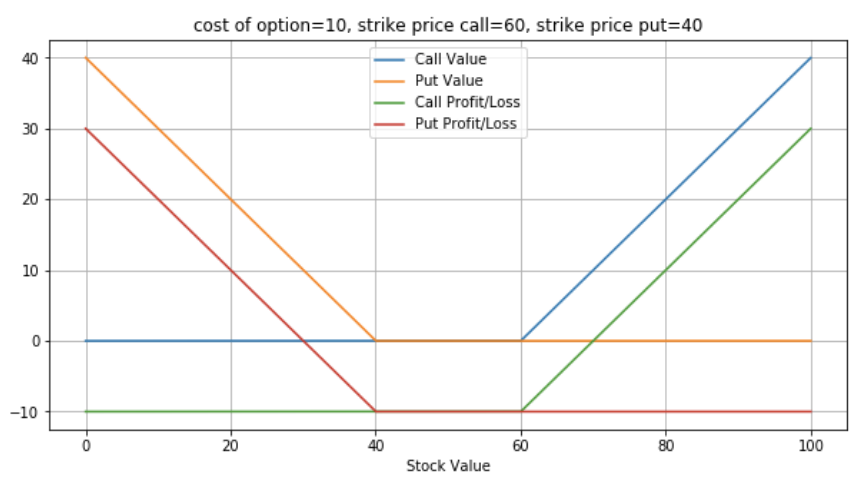 cost of option=10, strike price call=60, strike price put=40
Call Value
Put Value
Call Profit/Loss
Put Profit/Loss
40
30
20
10
0
−10
0 20 40 60 80 100
Stock Value